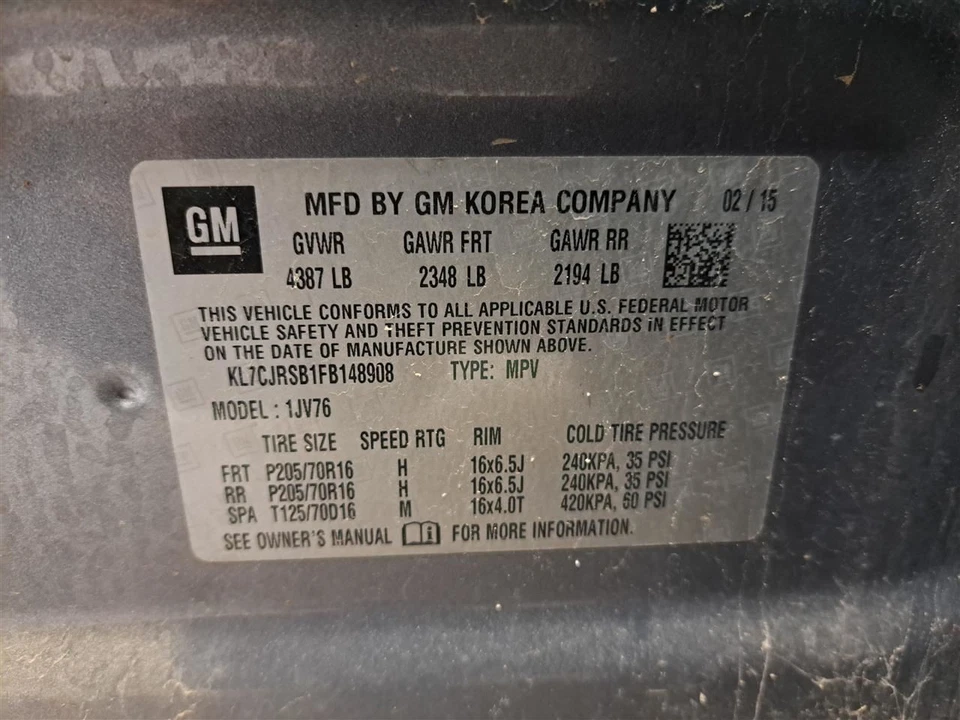 GM
MFD BY GM KOREA COMPANY 02 / 15
GVWR GAWR FRT GAWR RR
4387 LB 2348 LB 2194 LB
THIS VEHICLE CONFORMS TO ALL APPLICABLE U.S. FEDERAL MOTOR
VEHICLE SAFETY AND THEFT PREVENTION STANDARDS IN EFFECT
ON THE DATE OF MANUFACTURE SHOWN ABOVE.
KL7CJRSB1FB148908 TYPE: MPV
MODEL : 1JV76
TIRE SIZE SPEED RTG RIM COLD TIRE PRESSURE
FRT P205/70R16 H 16x6.5J 240KPA, 35 PSI
RR P205/70R16 H 16x6.5J 240KPA, 35 PSI
SPA T125/70D16 M 16x4.0T 420KPA, 60 PSI
SEE OWNER'S MANUAL i FOR MORE INFORMATION.